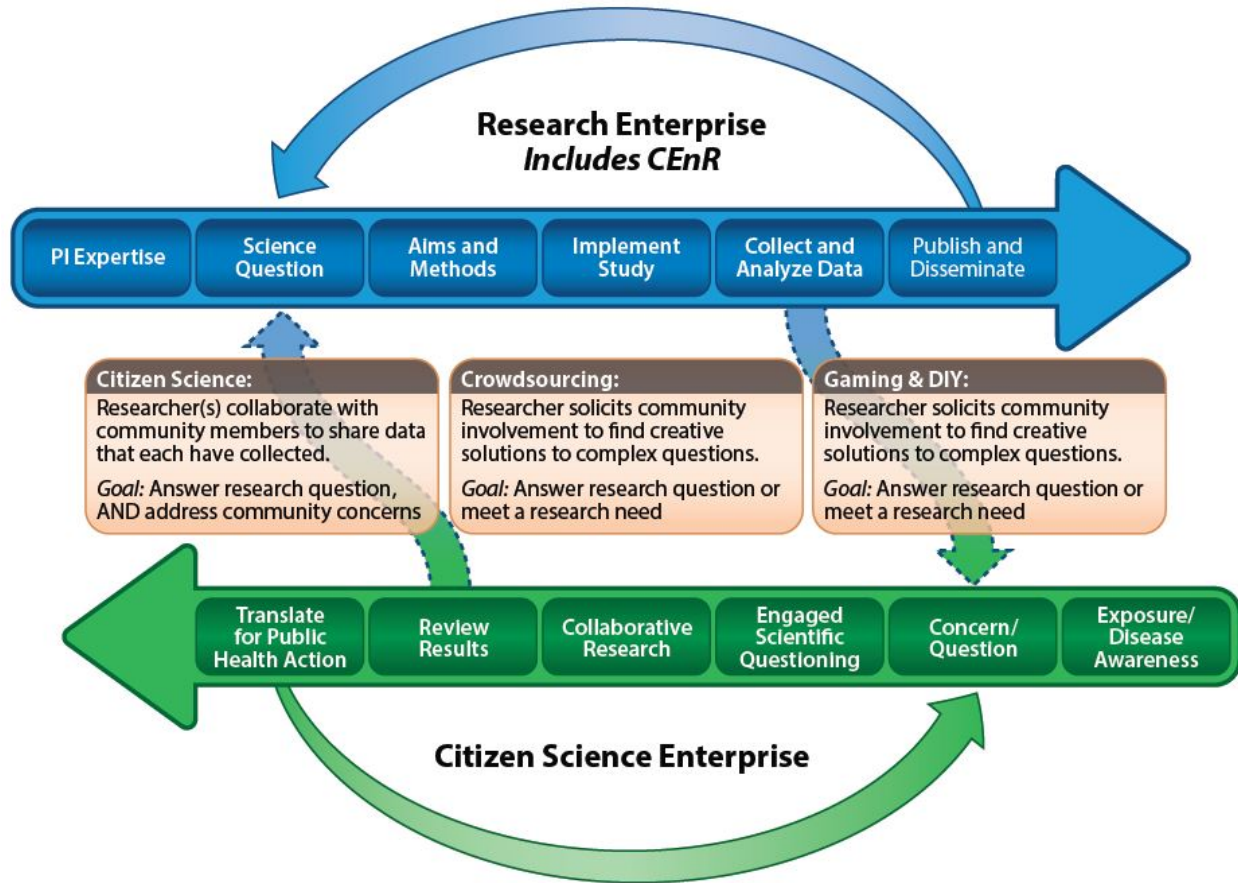 Research Enterprise
Includes CEnR
PI Expertise
Science
Question
Aims and
Methods
Implement
Study
Collect and
Analyze Data
Publish and
Disseminate
Citizen Science:
Researcher(s) collaborate with
community members to share data
that each have collected.
Goal: Answer research question,
AND address community concerns
Crowdsourcing:
Researcher solicits community
involvement to find creative
solutions to complex questions.
Goal: Answer research question or
meet a research need
Gaming & DIY:
Researcher solicits community
involvement to find creative
solutions to complex questions.
Goal: Answer research question or
meet a research need
Translate
for Public
Health Action
Review
Results
Collaborative
Research
Engaged
Scientific
Questioning
Concern/
Question
Exposure/
Disease
Awareness
Citizen Science Enterprise